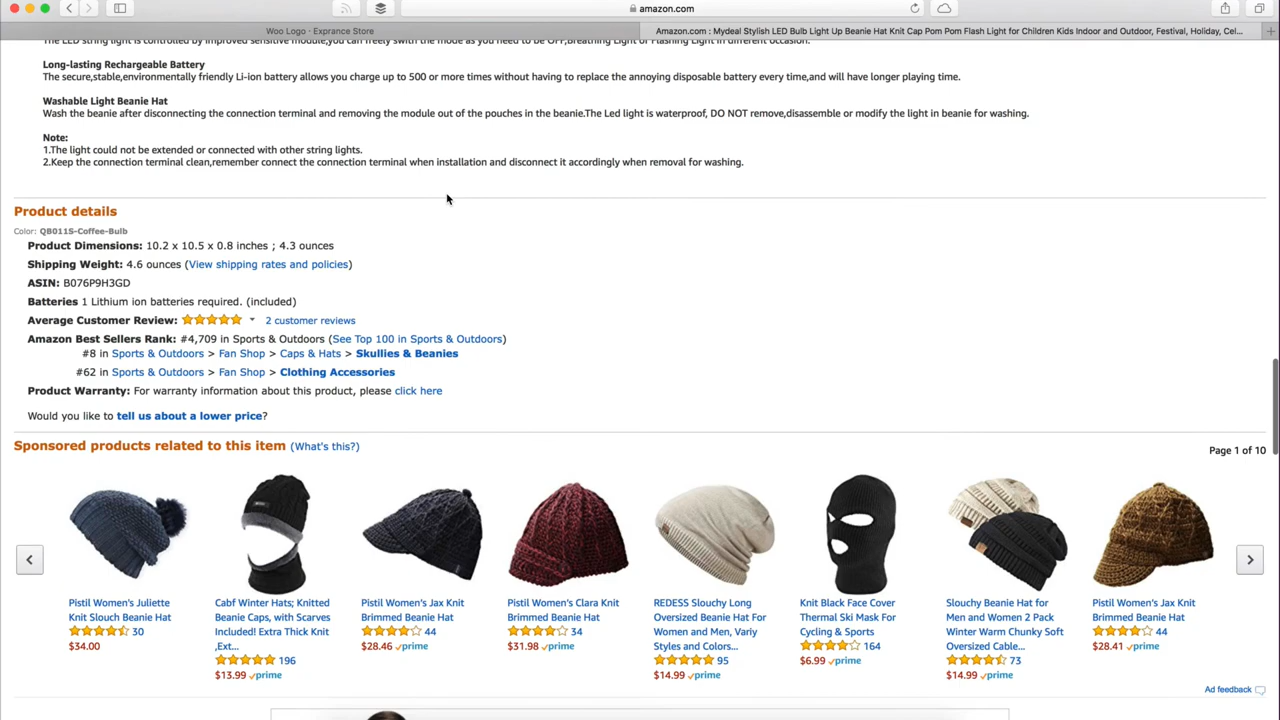 amazon.com
Woo Logo - Exprance Store
Amazon.com : Mydeal Stylish LED Bulb Light Up Beanie Hat Knit Cap Pom Pom Flash Light for Children Kids Indoor and Outdoor, Festival, Holiday, Cel...
The LED string light is controlled by improved sensitive module,you can freely swith the mode as you need to be OFF,Breathing Light or Flashing Light in different occasion.
Long-lasting Rechargeable Battery
The secure,stable,environmentally friendly Li-ion battery allows you charge up to 500 or more times without having to replace the annoying disposable battery every time,and will have longer playing time.
Washable Light Beanie Hat
Wash the beanie after disconnecting the connection terminal and removing the module out of the pouches in the beanie.The Led light is waterproof, DO NOT remove,disassemble or modify the light in beanie for washing.
Note:
1.The light could not be extended or connected with other string lights.
2.Keep the connection terminal clean,remember connect the connection terminal when installation and disconnect it accordingly when removal for washing.
Product details
Color: QB011S-Coffee-Bulb
Product Dimensions: 10.2 x 10.5 x 0.8 inches ; 4.3 ounces
Shipping Weight: 4.6 ounces (View shipping rates and policies)
ASIN: B076P9H3GD
Batteries 1 Lithium ion batteries required. (included)
Average Customer Review: 2 customer reviews
Amazon Best Sellers Rank: #4,709 in Sports & Outdoors (See Top 100 in Sports & Outdoors)
#8 in Sports & Outdoors > Fan Shop > Caps & Hats > Skullies & Beanies
#62 in Sports & Outdoors > Fan Shop > Clothing Accessories
Product Warranty: For warranty information about this product, please click here
Would you like to tell us about a lower price?
Sponsored products related to this item (What's this?)
Page 1 of 10
Pistil Women's Juliette
Knit Slouch Beanie Hat
30
$34.00
Cabf Winter Hats; Knitted
Beanie Caps, with Scarves
Included! Extra Thick Knit
,Ext...
196
$13.99 prime
Pistil Women's Jax Knit
Brimmed Beanie Hat
44
$28.46 prime
Pistil Women's Clara Knit
Brimmed Beanie Hat
34
$31.98 prime
REDESS Slouchy Long
Oversized Beanie Hat For
Women and Men, Variy
Styles and Colors...
95
$14.99 prime
Knit Black Face Cover
Thermal Ski Mask For
Cycling & Sports
164
$6.99 prime
Slouchy Beanie Hat for
Men and Women 2 Pack
Winter Warm Chunky Soft
Oversized Cable...
73
$14.99 prime
Pistil Women's Jax Knit
Brimmed Beanie Hat
44
$28.41 prime
Ad feedback